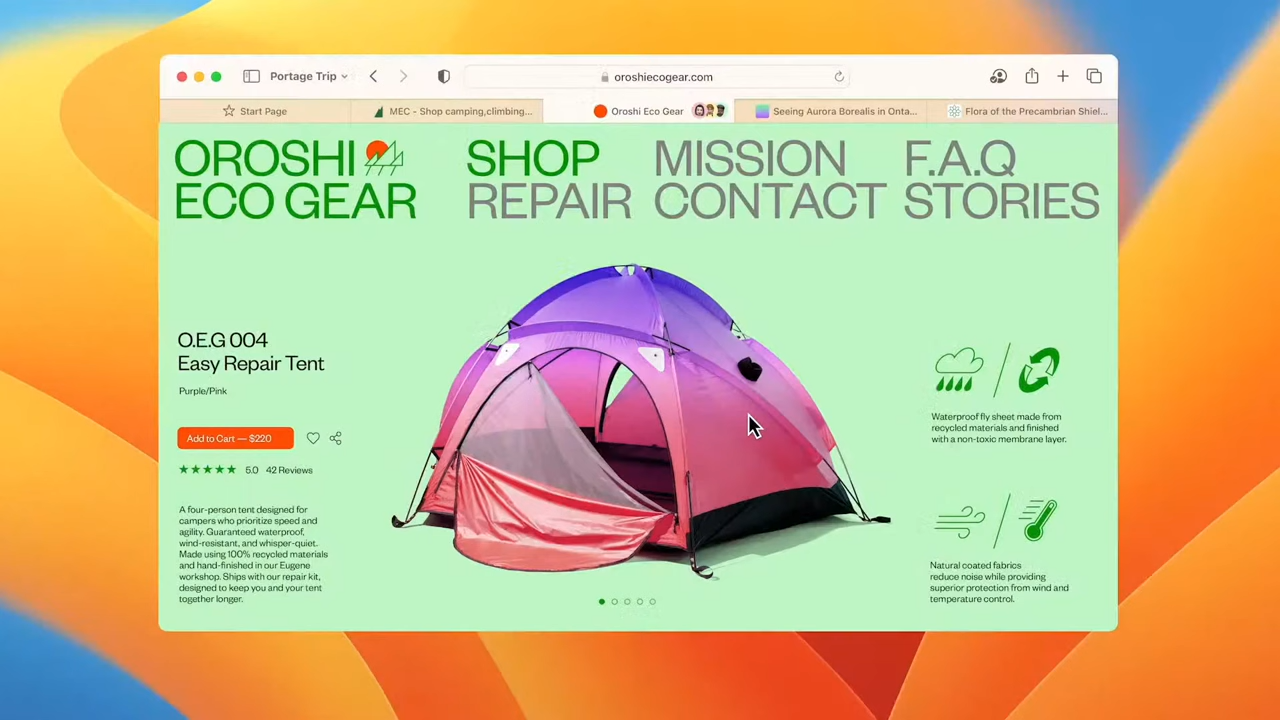 Portage Trip
oroshiecogear.com
Start Page
MEC - Shop camping,climbing...
Oroshi Eco Gear
Seeing Aurora Borealis in Onta...
Flora of the Precambrian Shiel...
OROSHI
ECO GEAR
SHOP
REPAIR
MISSION
CONTACT
F.A.Q
STORIES
O.E.G 004
Easy Repair Tent
Purple/Pink
Add to Cart — $220
5.0 42 Reviews
A four-person tent designed for
campers who prioritize speed and
agility. Guaranteed waterproof,
wind-resistant, and whisper-quiet.
Made using 100% recycled materials
and hand-finished in our Eugene
workshop. Ships with our repair kit,
designed to keep you and your tent
together longer.
Waterproof fly sheet made from
recycled materials and finished
with a non-toxic membrane layer.
Natural coated fabrics
reduce noise while providing
superior protection from wind and
temperature control.